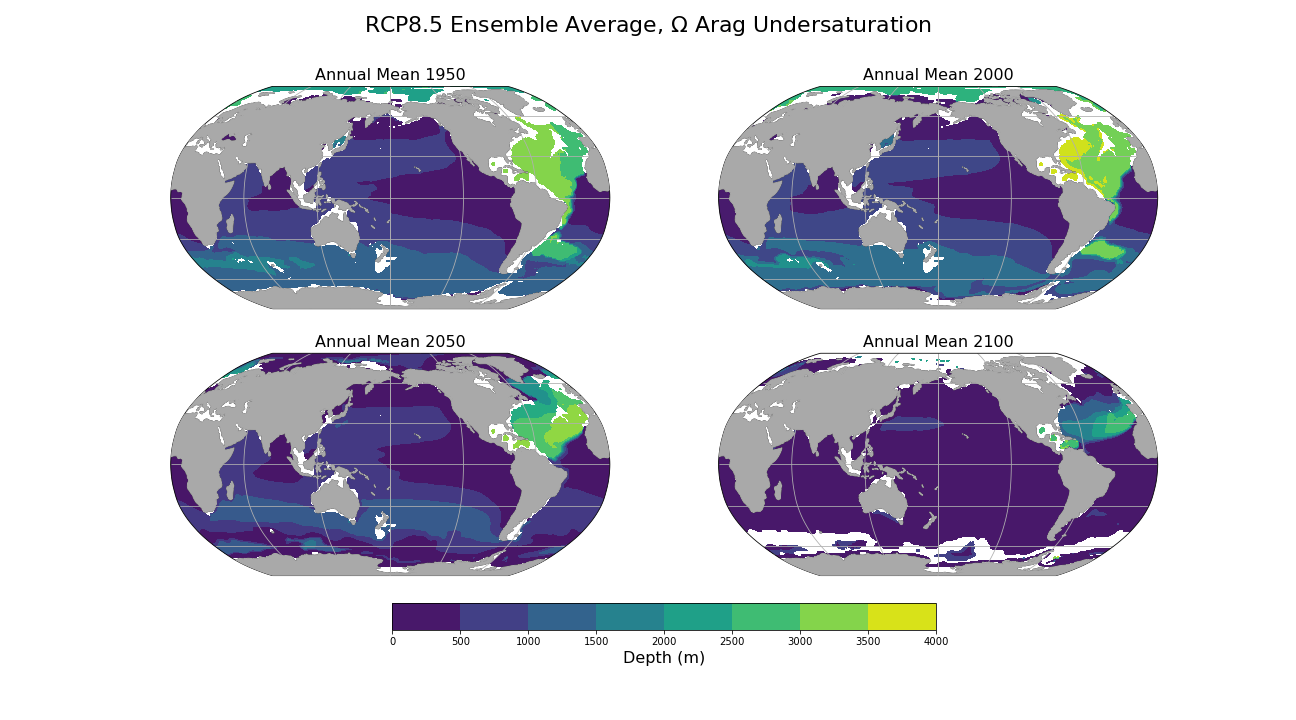 RCP8.5 Ensemble Average, Ω Arag Undersaturation
Annual Mean 1950
Annual Mean 2000
Annual Mean 2050
Annual Mean 2100
0 500 1000 1500 2000 2500 3000 3500 4000
Depth (m)